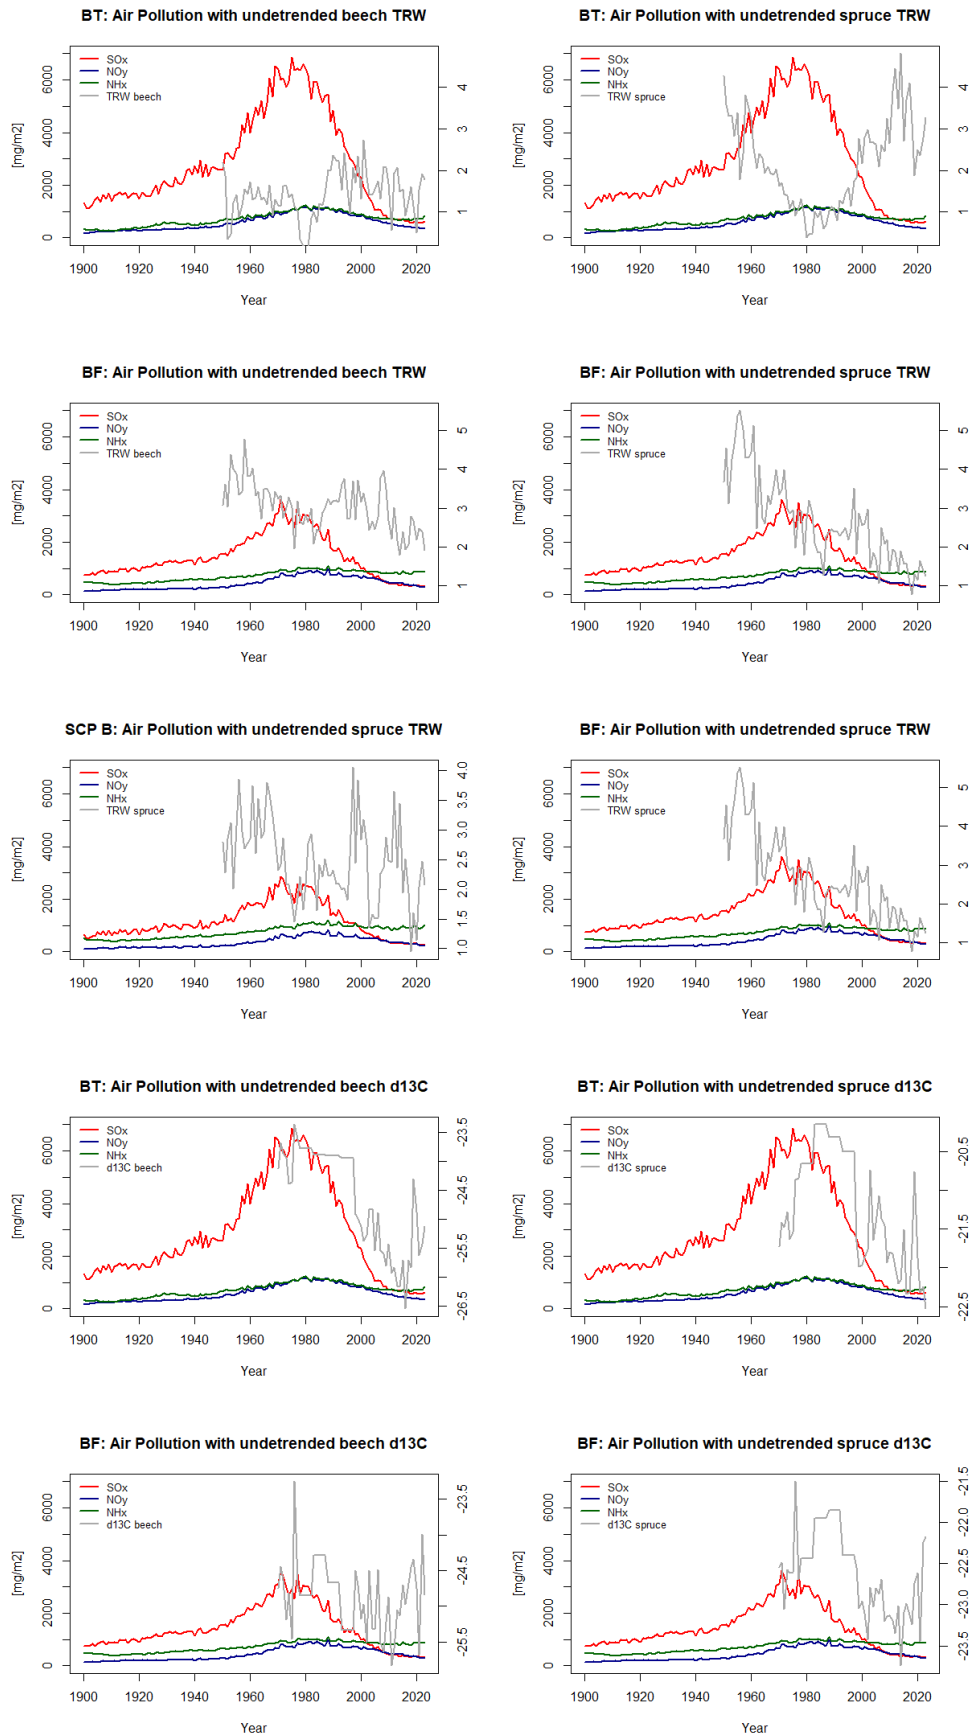 BT: Air Pollution with undetrended beech TRW
SOx
NOy
NHx
TRW beech
[mg/m2]
0 2000 4000 6000
1 2 3 4
1900 1920 1940 1960 1980 2000 2020
Year
BT: Air Pollution with undetrended spruce TRW
SOx
NOy
NHx
TRW spruce
[mg/m2]
0 2000 4000 6000
1 2 3 4
1900 1920 1940 1960 1980 2000 2020
Year
BF: Air Pollution with undetrended beech TRW
SOx
NOy
NHx
TRW beech
[mg/m2]
0 2000 4000 6000
1 2 3 4 5
1900 1920 1940 1960 1980 2000 2020
Year
BF: Air Pollution with undetrended spruce TRW
SOx
NOy
NHx
TRW spruce
[mg/m2]
0 2000 4000 6000
1 2 3 4 5
1900 1920 1940 1960 1980 2000 2020
Year
SCP B: Air Pollution with undetrended spruce TRW
SOx
NOy
NHx
TRW spruce
[mg/m2]
0 2000 4000 6000
1.0 1.5 2.0 2.5 3.0 3.5 4.0
1900 1920 1940 1960 1980 2000 2020
Year
BF: Air Pollution with undetrended spruce TRW
SOx
NOy
NHx
TRW spruce
[mg/m2]
0 2000 4000 6000
1 2 3 4 5
1900 1920 1940 1960 1980 2000 2020
Year
BT: Air Pollution with undetrended beech d13C
SOx
NOy
NHx
d13C beech
[mg/m2]
0 2000 4000 6000
-26.5 -25.5 -24.5 -23.5
1900 1920 1940 1960 1980 2000 2020
Year
BT: Air Pollution with undetrended spruce d13C
SOx
NOy
NHx
d13C spruce
[mg/m2]
0 2000 4000 6000
-22.5 -21.5 -20.5
1900 1920 1940 1960 1980 2000 2020
Year
BF: Air Pollution with undetrended beech d13C
SOx
NOy
NHx
d13C beech
[mg/m2]
0 2000 4000 6000
-25.5 -24.5 -23.5
1900 1920 1940 1960 1980 2000 2020
Year
BF: Air Pollution with undetrended spruce d13C
SOx
NOy
NHx
d13C spruce
[mg/m2]
0 2000 4000 6000
-23.5 -23.0 -22.5 -22.0 -21.5
1900 1920 1940 1960 1980 2000 2020
Year